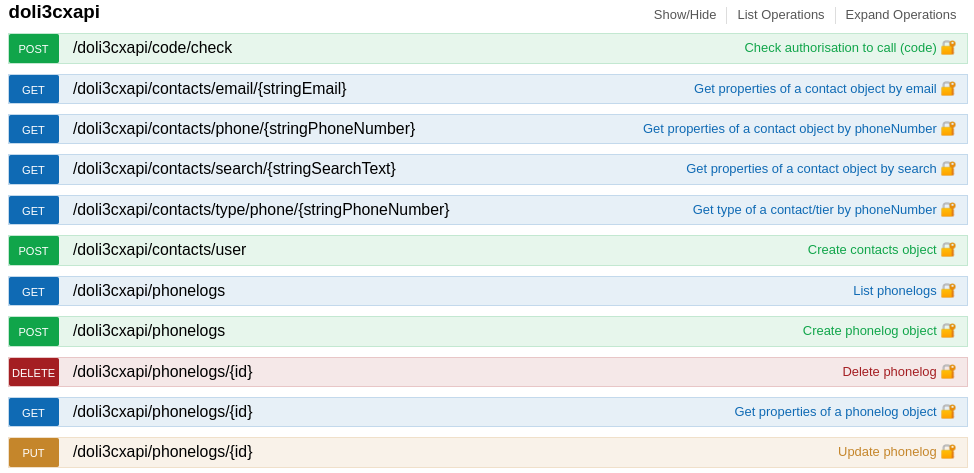 doli3cxapi Show/Hide List Operations Expand Operations
POST /doli3cxapi/code/check Check authorisation to call (code)
GET /doli3cxapi/contacts/email/{stringEmail} Get properties of a contact object by email
GET /doli3cxapi/contacts/phone/{stringPhoneNumber} Get properties of a contact object by phoneNumber
GET /doli3cxapi/contacts/search/{stringSearchText} Get properties of a contact object by search
GET /doli3cxapi/contacts/type/phone/{stringPhoneNumber} Get type of a contact/tier by phoneNumber
POST /doli3cxapi/contacts/user Create contacts object
GET /doli3cxapi/phonelogs List phonelogs
POST /doli3cxapi/phonelogs Create phonelog object
DELETE /doli3cxapi/phonelogs/{id} Delete phonelog
GET /doli3cxapi/phonelogs/{id} Get properties of a phonelog object
PUT /doli3cxapi/phonelogs/{id} Update phonelog